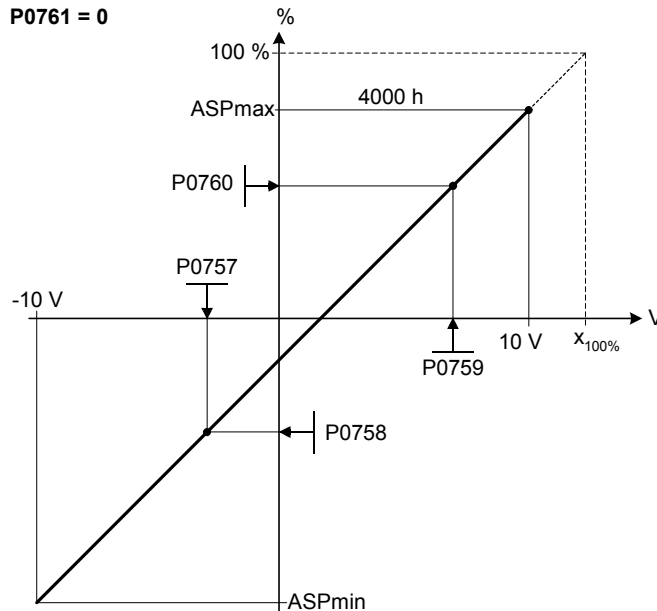 P0761 = 0
%
100 %
ASPmax
4000 h
P0760
P0757
-10 V
V
10 V
x100%
P0759
P0758
ASPmin